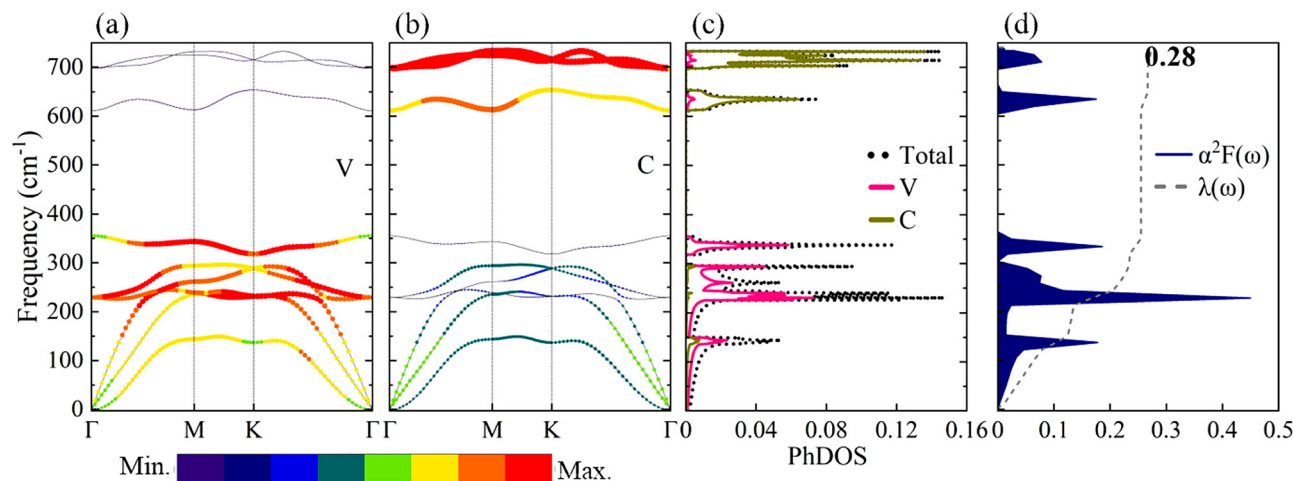 (a) (b) (c) (d)
Frequency (cm⁻¹)
700
600
500
400
300
200
100
0
V
C
Total
V
C
0.28
α²F(ω)
λ(ω)
Γ M K Γ
Γ M K Γ
0 0.04 0.08 0.12 0.16
PhDOS
0 0.1 0.2 0.3 0.4 0.5
Min. Max.